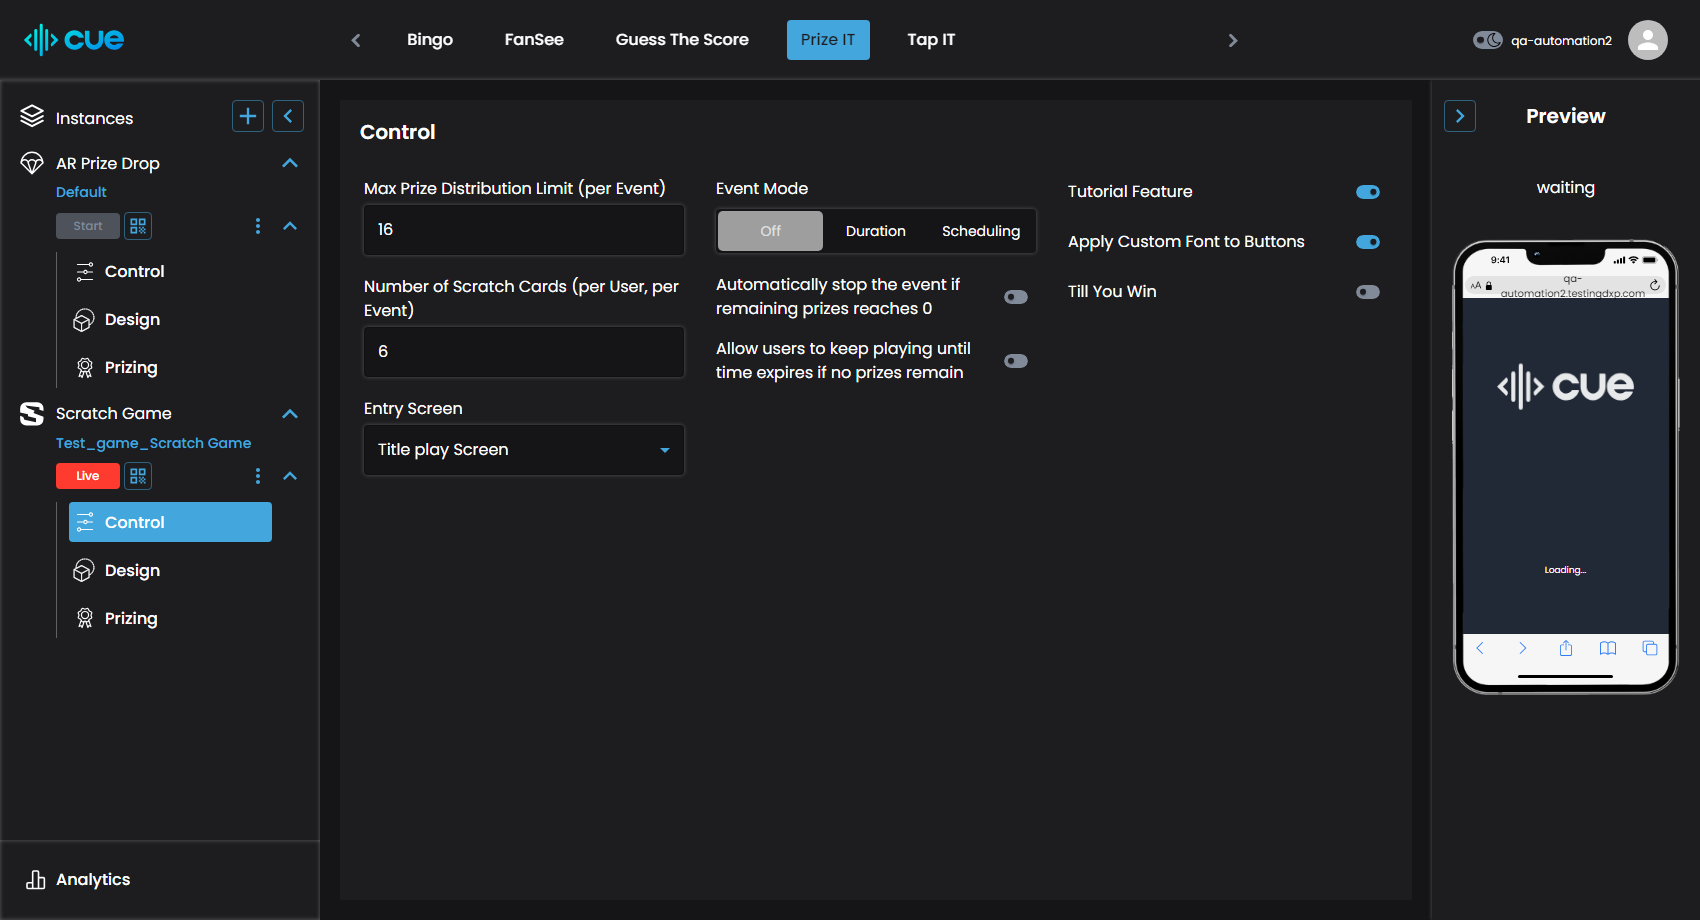 cue
Bingo
FanSee
Guess The Score
Prize IT
Tap IT
qa-automation2
Instances
AR Prize Drop
Default
Start
Control
Design
Prizing
Scratch Game
Test_game_Scratch Game
Live
Control
Design
Prizing
Analytics
Control
Max Prize Distribution Limit (per Event)
16
Number of Scratch Cards (per User, per
Event)
6
Entry Screen
Title play Screen
Event Mode
Off
Duration
Scheduling
Automatically stop the event if
remaining prizes reaches 0
Allow users to keep playing until
time expires if no prizes remain
Tutorial Feature
Apply Custom Font to Buttons
Till You Win
Preview
waiting
9:41
AA
qa-
automation2.testingdxp.com
cue
Loading...